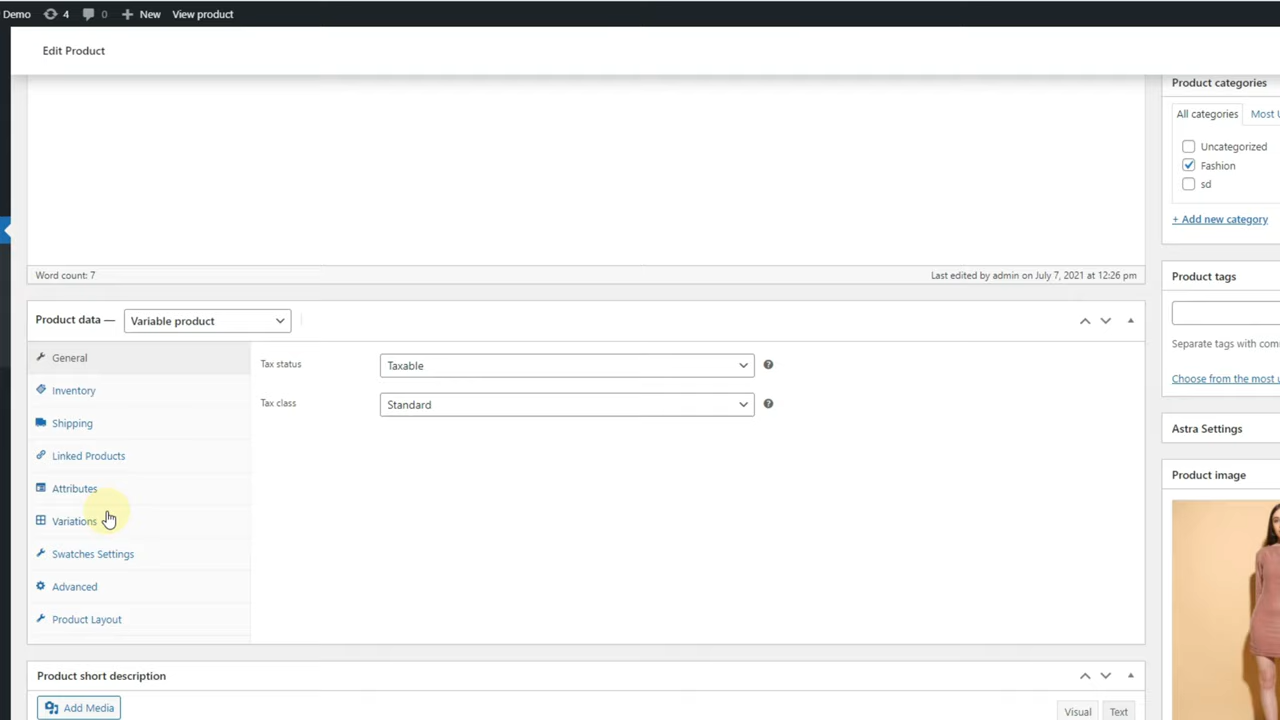 Demo 4 0 New View product
Edit Product
Product categories
All categories Most
Uncategorized
Fashion
sd
+ Add new category
Word count: 7 Last edited by admin on July 7, 2021 at 12:26 pm
Product tags
Separate tags with
Choose from the most
Product data — Variable product
General
Inventory
Shipping
Linked Products
Attributes
Variations
Swatches Settings
Advanced
Product Layout
Tax status Taxable ?
Tax class Standard ?
Astra Settings
Product image
Product short description
Add Media
Visual Text